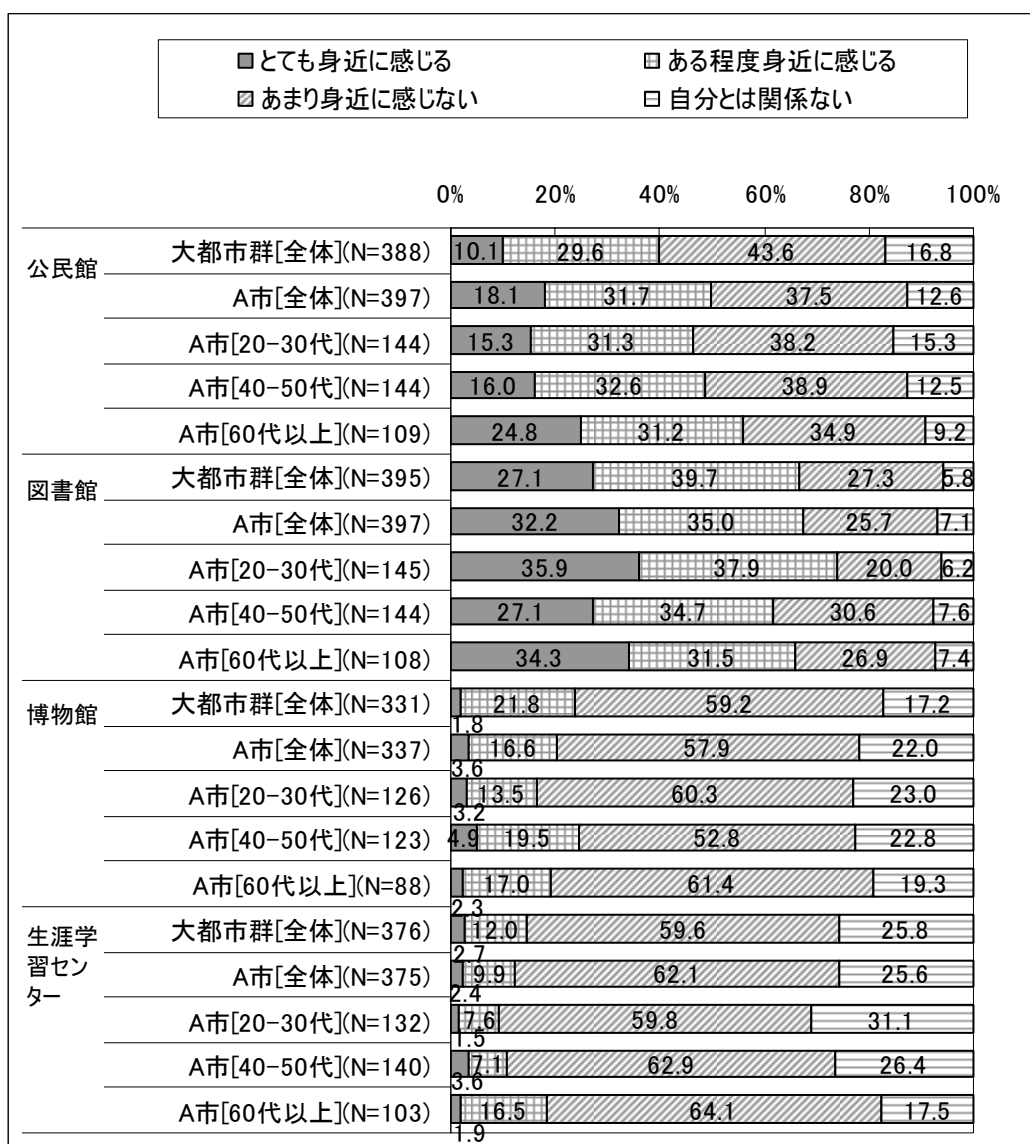 とても身近に感じる ある程度身近に感じる
あまり身近に感じない 自分とは関係ない
0% 20% 40% 60% 80% 100%
公民館
大都市群[全体](N=388) 10.1 29.6 43.6 16.8
A市[全体](N=397) 18.1 31.7 37.5 12.6
A市[20-30代](N=144) 15.3 31.3 38.2 15.3
A市[40-50代](N=144) 16.0 32.6 38.9 12.5
A市[60代以上](N=109) 24.8 31.2 34.9 9.2
図書館
大都市群[全体](N=395) 27.1 39.7 27.3 5.8
A市[全体](N=397) 32.2 35.0 25.7 7.1
A市[20-30代](N=145) 35.9 37.9 20.0 6.2
A市[40-50代](N=144) 27.1 34.7 30.6 7.6
A市[60代以上](N=108) 34.3 31.5 26.9 7.4
博物館
大都市群[全体](N=331) 1.8 21.8 59.2 17.2
A市[全体](N=337) 3.6 16.6 57.9 22.0
A市[20-30代](N=126) 3.2 13.5 60.3 23.0
A市[40-50代](N=123) 4.9 19.5 52.8 22.8
A市[60代以上](N=88) 2.3 17.0 61.4 19.3
生涯学
習セン
ター
大都市群[全体](N=376) 2.7 12.0 59.6 25.8
A市[全体](N=375) 2.4 9.9 62.1 25.6
A市[20-30代](N=132) 1.5 7.6 59.8 31.1
A市[40-50代](N=140) 3.6 7.1 62.9 26.4
A市[60代以上](N=103) 1.9 16.5 64.1 17.5